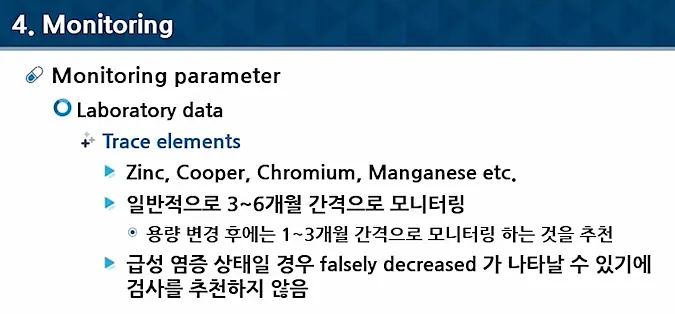 4. Monitoring
Monitoring parameter
Laboratory data
Trace elements
Zinc, Cooper, Chromium, Manganese etc.
일반적으로 3~6개월 간격으로 모니터링
용량 변경 후에는 1~3개월 간격으로 모니터링 하는 것을 추천
급성 염증 상태일 경우 falsely decreased 가 나타날 수 있기에
검사를 추천하지 않음